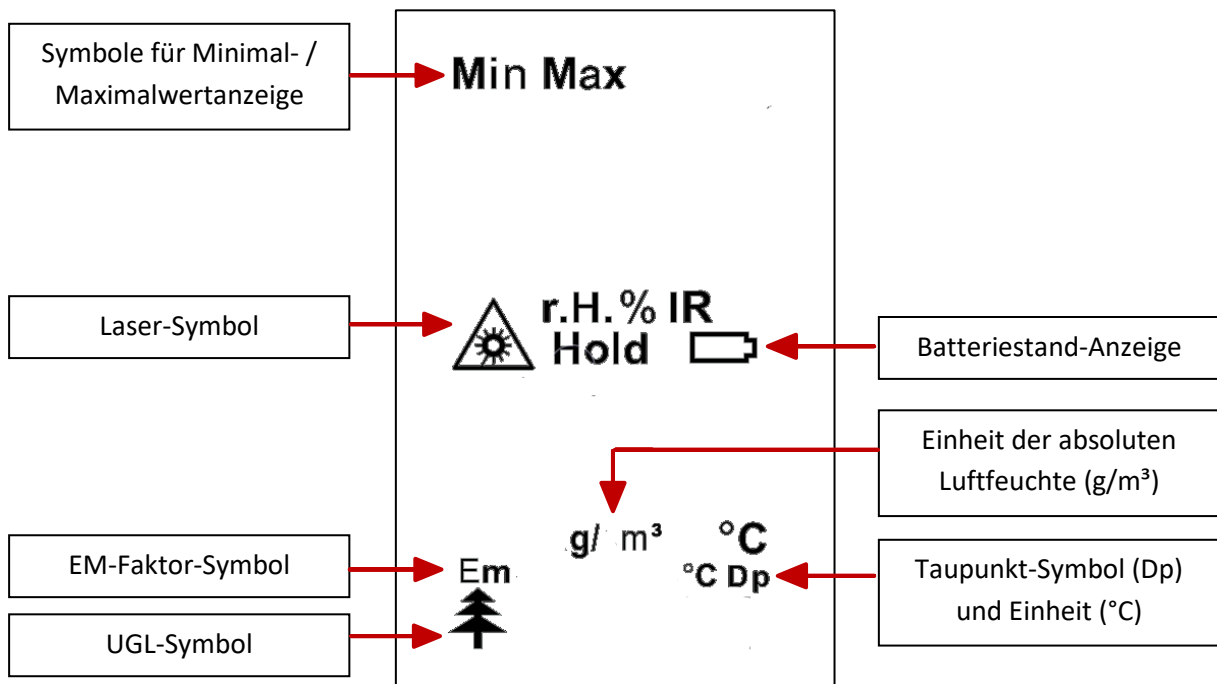 Symbole für Minimal- /
Maximalwertanzeige
Min Max
Laser-Symbol
r.H.% IR
Hold
Batteriestand-Anzeige
Einheit der absoluten
Luftfeuchte (g/m³)
g/ m³ °C
EM-Faktor-Symbol
Em
°C Dp
Taupunkt-Symbol (Dp)
und Einheit (°C)
UGL-Symbol